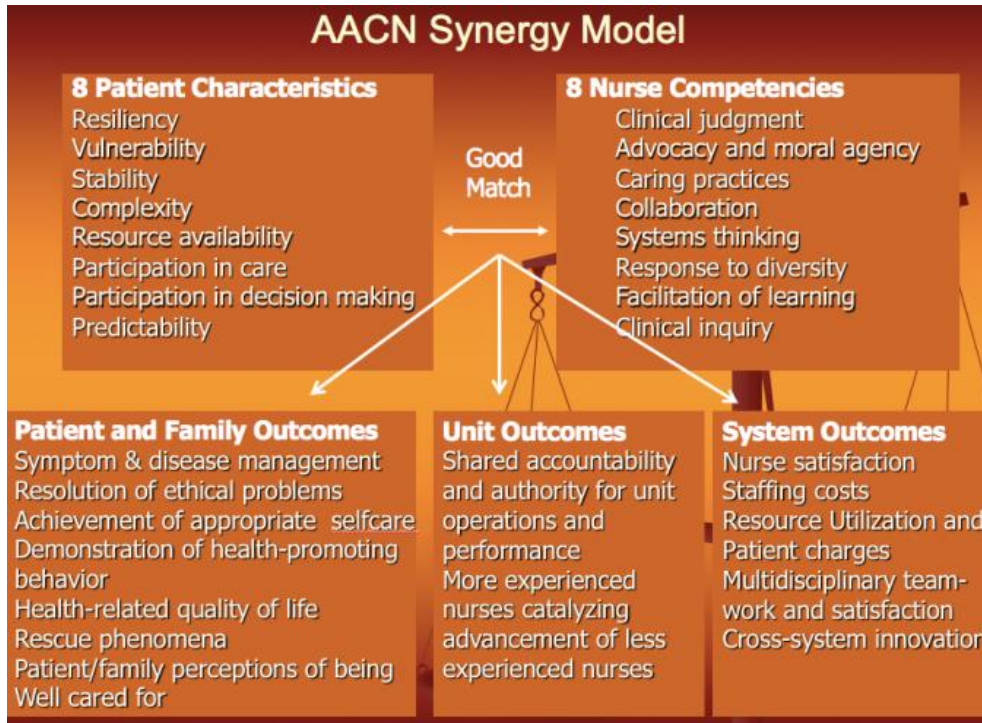 AACN Synergy Model
8 Patient Characteristics
Resiliency
Vulnerability
Stability
Complexity
Resource availability
Participation in care
Participation in decision making
Predictability
Good
Match
8 Nurse Competencies
Clinical judgment
Advocacy and moral agency
Caring practices
Collaboration
Systems thinking
Response to diversity
Facilitation of learning
Clinical inquiry
Patient and Family Outcomes
Symptom & disease management
Resolution of ethical problems
Achievement of appropriate selfcare
Demonstration of health-promoting
behavior
Health-related quality of life
Rescue phenomena
Patient/family perceptions of being
Well cared for
Unit Outcomes
Shared accountability
and authority for unit
operations and
performance
More experienced
nurses catalyzing
advancement of less
experienced nurses
System Outcomes
Nurse satisfaction
Staffing costs
Resource Utilization and
Patient charges
Multidisciplinary team-
work and satisfaction
Cross-system innovation